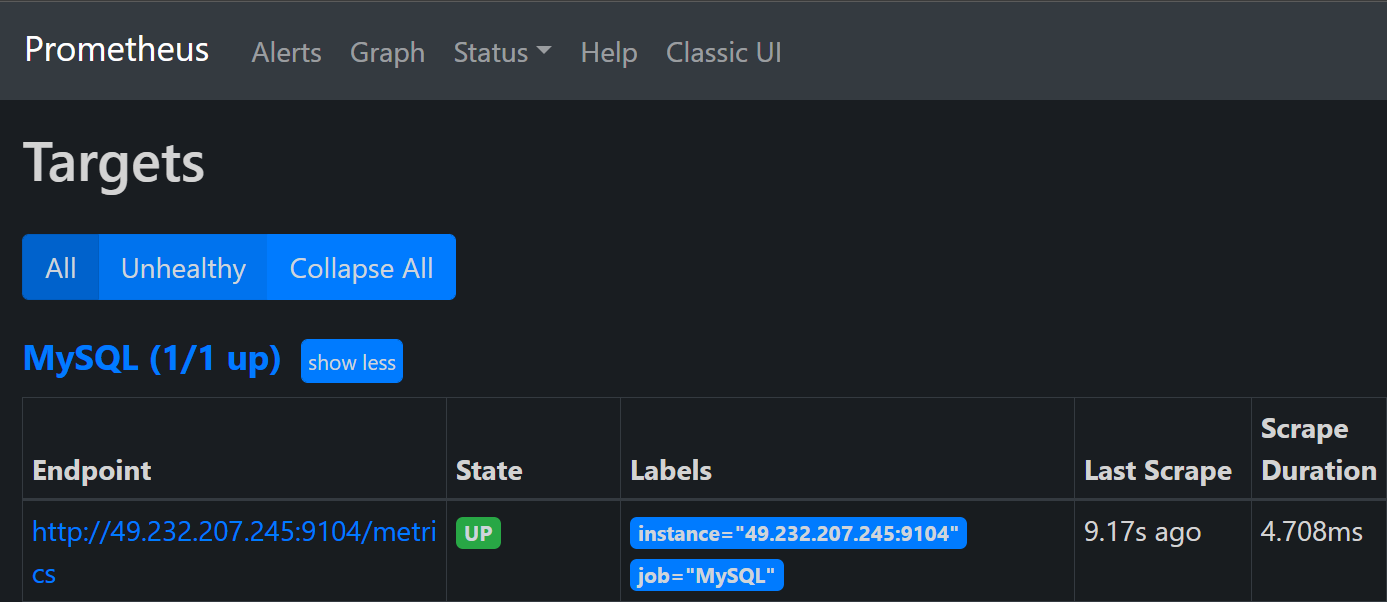 Prometheus Alerts Graph Status Help Classic UI
Targets
All Unhealthy Collapse All
MySQL (1/1 up) show less
Scrape
Endpoint State Labels Last Scrape Duration
http://49.232.207.245:9104/metri UP instance="49.232.207.245:9104" 9.17s ago 4.708ms
cs job="MySQL"